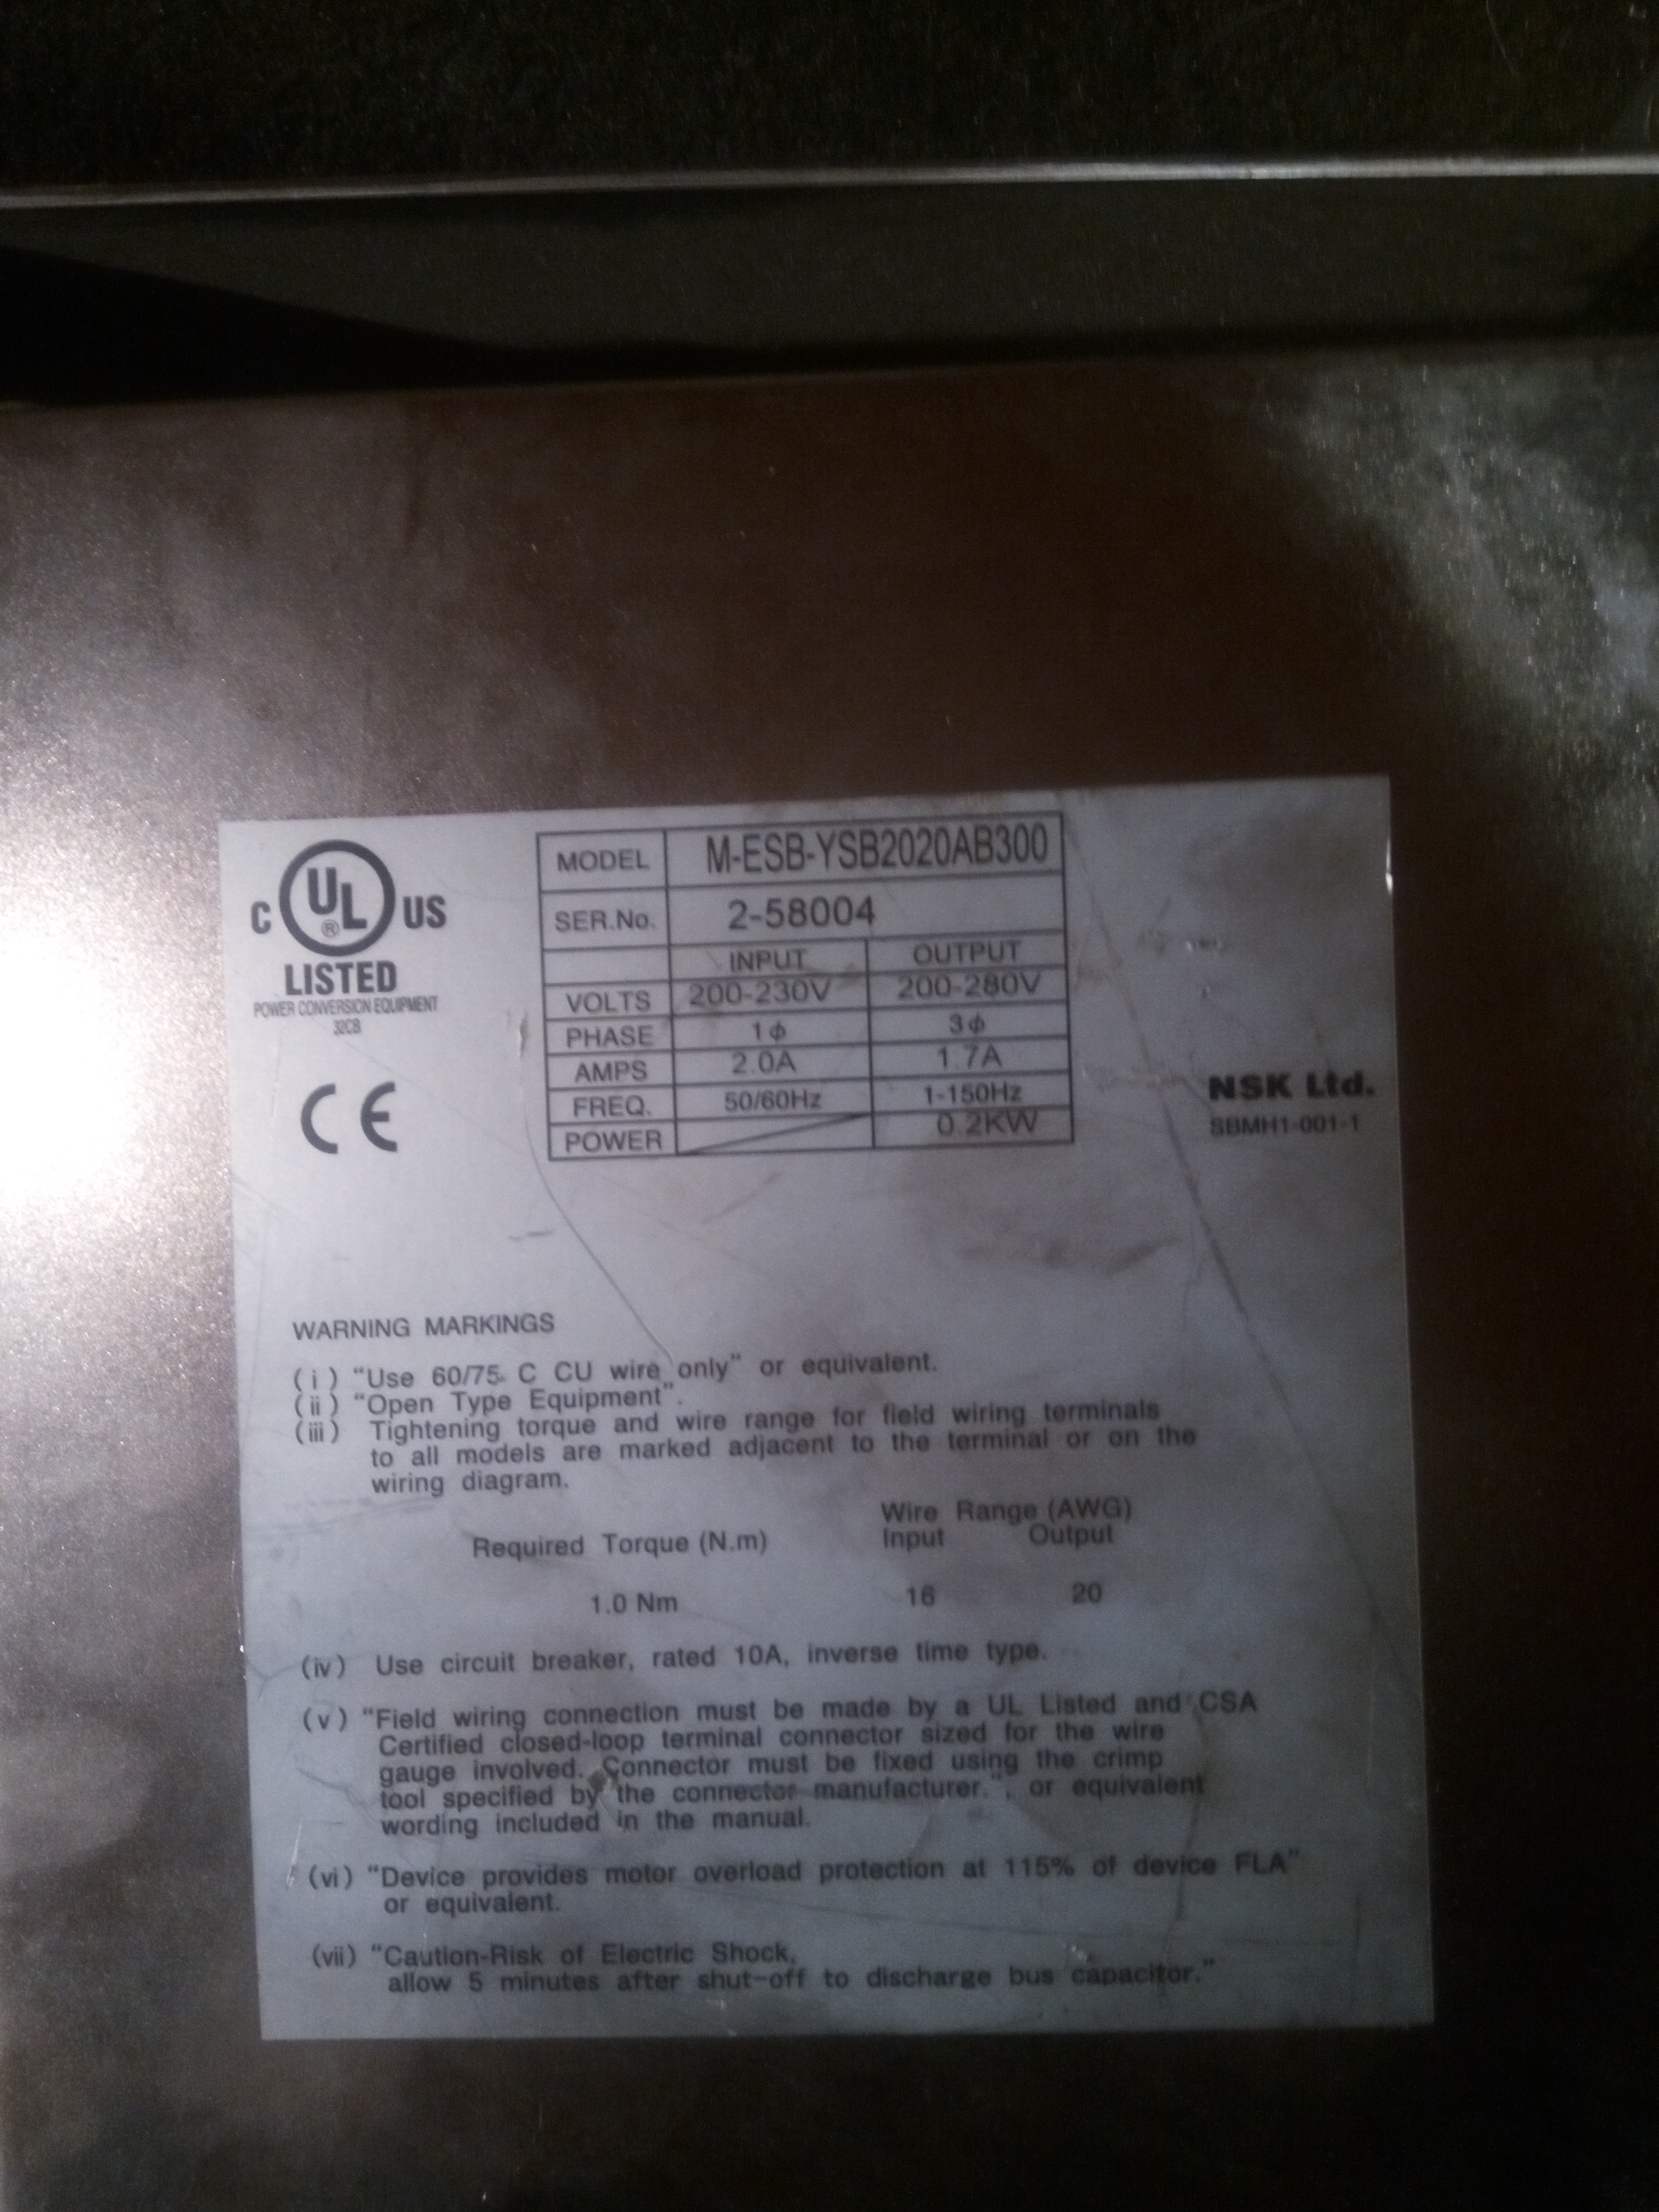 C UL ® US
LISTED
POWER CONVERSION EQUIPMENT
32C8
CE
MODEL M-ESB-YSB2020AB300
SER.No. 2-58004
INPUT OUTPUT
VOLTS 200-230V 200-280V
PHASE 1ϕ 3ϕ
AMPS 2.0A 1.7A
FREQ. 50/60Hz 1-150Hz
POWER 0.2KW
NSK Ltd.
SBMH1-001-1
WARNING MARKINGS
(i) “Use 60/75 C CU wire only” or equivalent.
(ii) “Open Type Equipment”.
(iii) Tightening torque and wire range for field wiring terminals
to all models are marked adjacent to the terminal or on the
wiring diagram.
Wire Range (AWG)
Required Torque (N.m) Input Output
1.0 Nm 16 20
(iv) Use circuit breaker, rated 10A, inverse time type.
(v) “Field wiring connection must be made by a UL Listed and CSA
Certified closed-loop terminal connector sized for the wire
gauge involved. Connector must be fixed using the crimp
tool specified by the connector manufacturer.”, or equivalent
wording included in the manual.
(vi) “Device provides motor overload protection at 115% of device FLA”
or equivalent.
(vii) “Caution-Risk of Electric Shock,
allow 5 minutes after shut-off to discharge bus capacitor.”